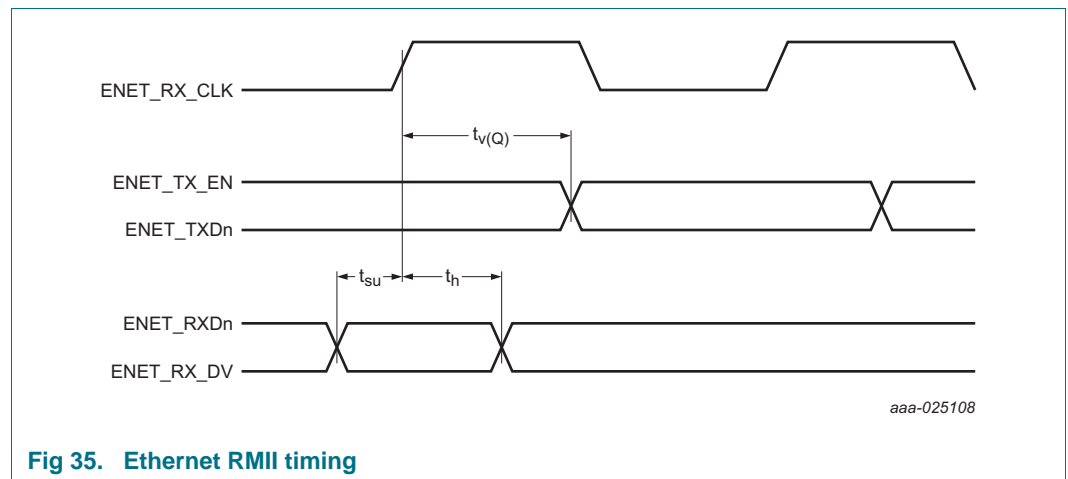 ENET_RX_CLK
tv(Q)
ENET_TX_EN
ENET_TXDn
tsu
th
ENET_RXDn
ENET_RX_DV
aaa-025108
Fig 35. Ethernet RMII timing